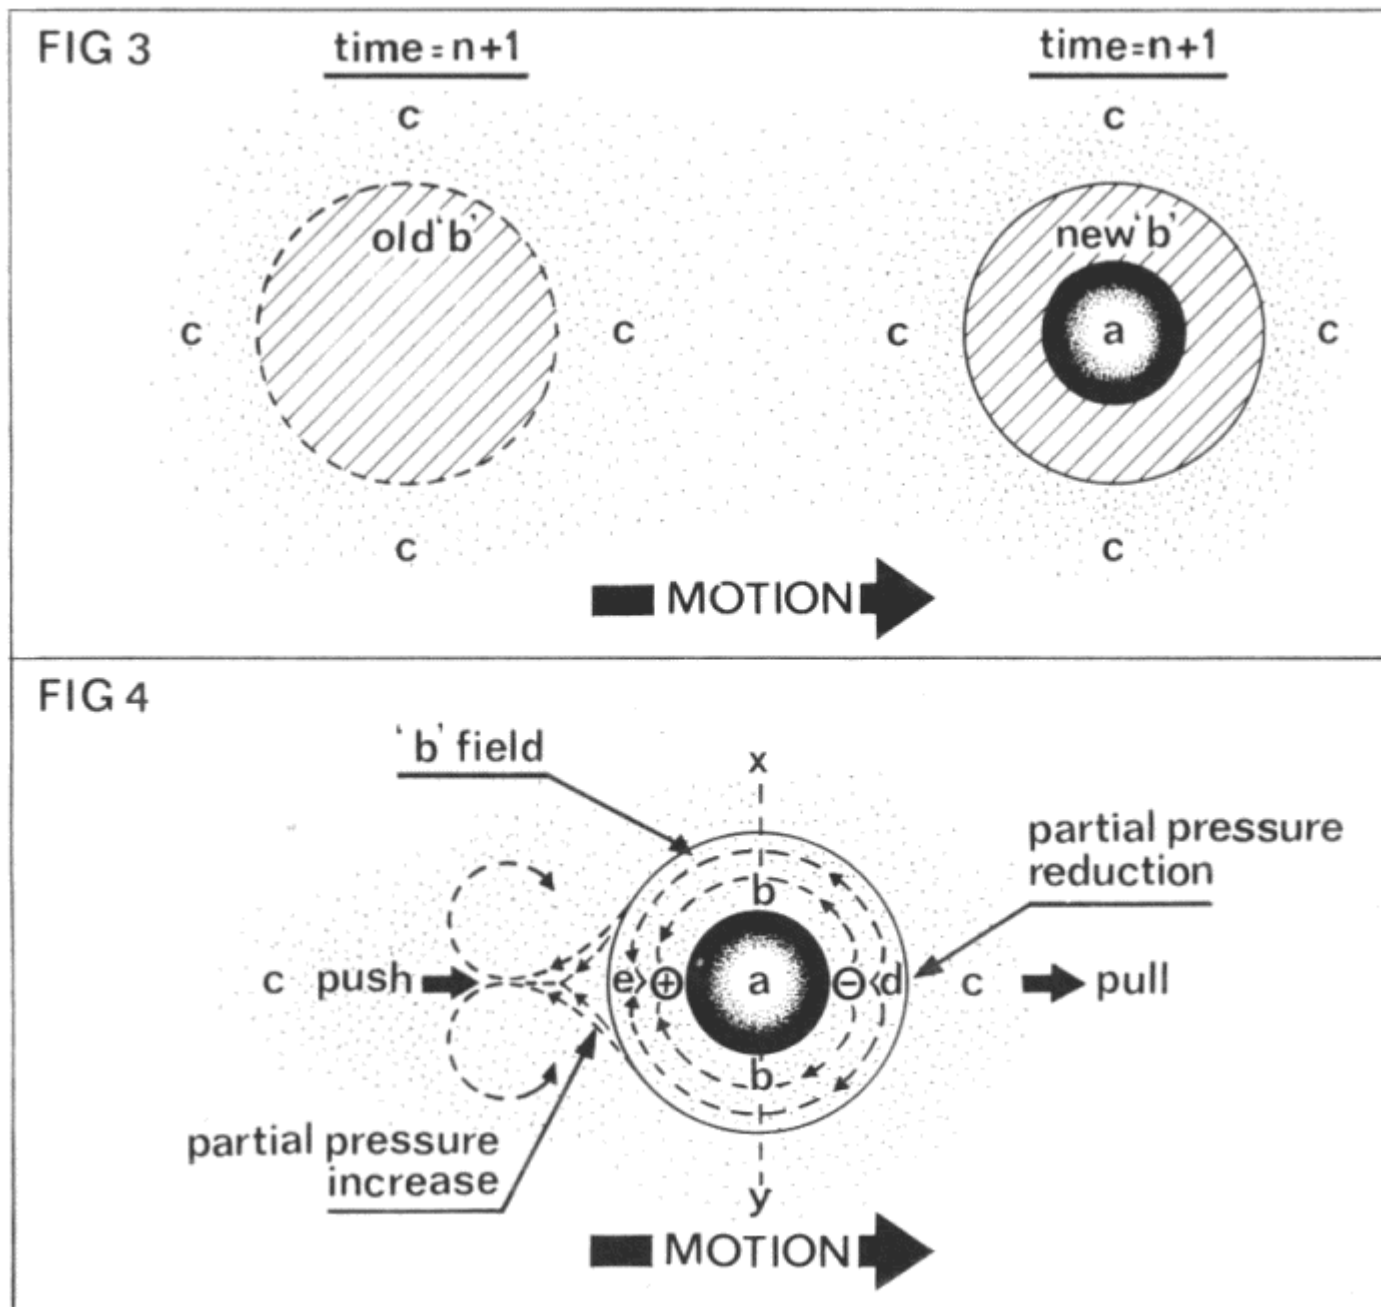 FIG 3
time=n+1
time=n+1
c
c
old 'b'
new 'b'
c
c
c
a
c
c
c
MOTION
FIG 4
'b' field
x
partial pressure
reduction
b
c push
e
+
a
−
d
c
pull
b
partial pressure
increase
y
MOTION